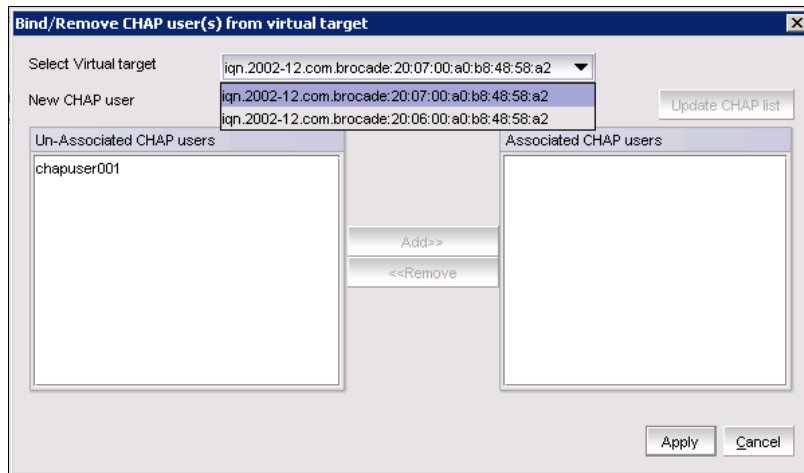 Bind/Remove CHAP user(s) from virtual target
Select Virtual target
iqn.2002-12.com.brocade:20:07:00:a0:b8:48:58:a2
iqn.2002-12.com.brocade:20:07:00:a0:b8:48:58:a2
iqn.2002-12.com.brocade:20:06:00:a0:b8:48:58:a2
New CHAP user
Update CHAP list
Un-Associated CHAP users
Associated CHAP users
chapuser001
Add>>
<<Remove
Apply
Cancel